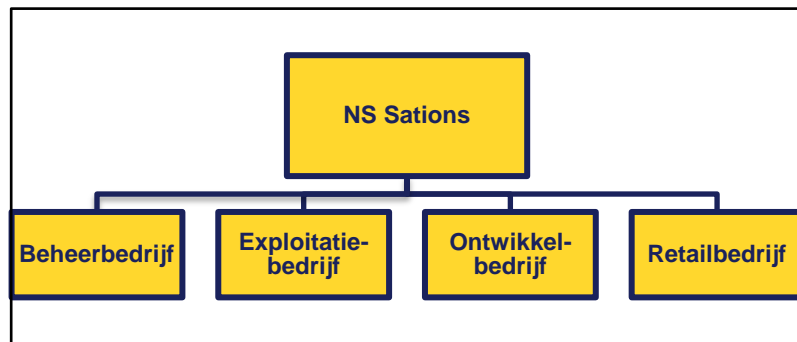 NS Sations
Beheerbedrijf
Exploitatie-
bedrijf
Ontwikkel-
bedrijf
Retailbedrijf